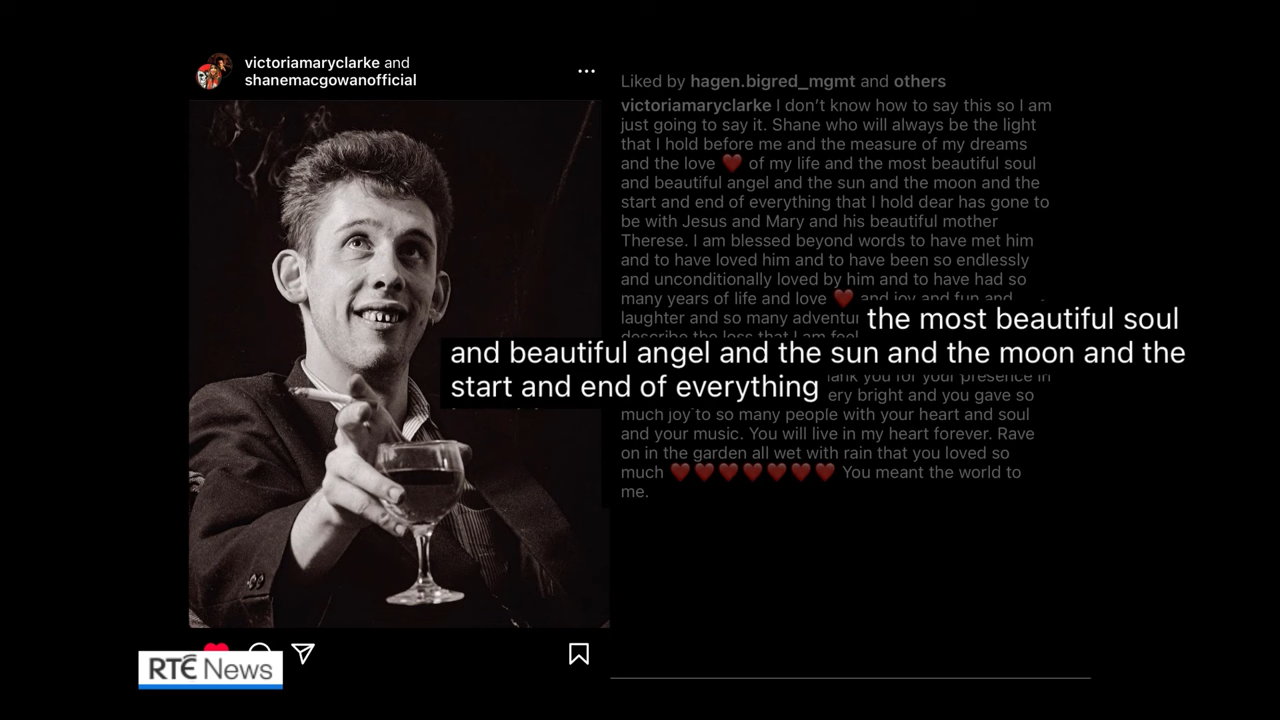 victoriamaryclarke and
shanemacgowanofficial
Liked by hagen.bigred_mgmt and others
victoriamaryclarke I don't know how to say this so I am
just going to say it. Shane who will always be the light
that I hold before me and the measure of my dreams
and the love ❤️ of my life and the most beautiful soul
and beautiful angel and the sun and the moon and the
start and end of everything that I hold dear has gone to
be with Jesus and Mary and his beautiful mother
Therese. I am blessed beyond words to have met him
and to have loved him and to have been so endlessly
and unconditionally loved by him and to have had so
many years of life and love ❤️ and joy and fun and
laughter and so many
describe the loss that I am
the most beautiful soul
and beautiful angel and the sun and the moon and the
start and end of everything
you for your presence in
bright and you gave so
much joy to so many people with your heart and soul
and your music. You will live in my heart forever. Rave
on in the garden all wet with rain that you loved so
much ❤️❤️❤️❤️❤️❤️❤️ You meant the world to
me.
RTÉ News